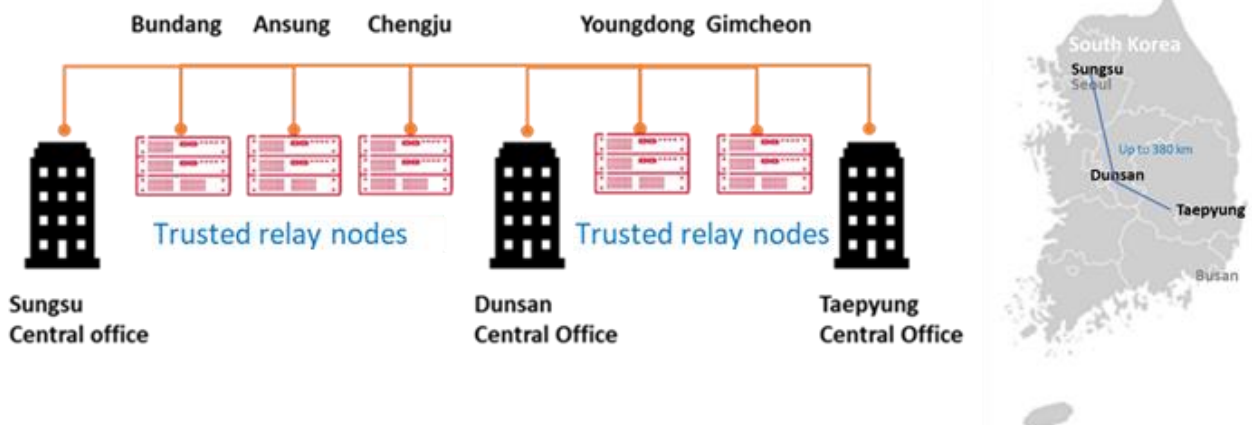 Bundang Ansung Chengju Youngdong Gimcheon
Trusted relay nodes Trusted relay nodes
Sungsu
Central office
Dunsan
Central Office
Taepyung
Central Office
South Korea
Sungsu
Seoul
Up to 380 km
Dunsan
Taepyung
Busan